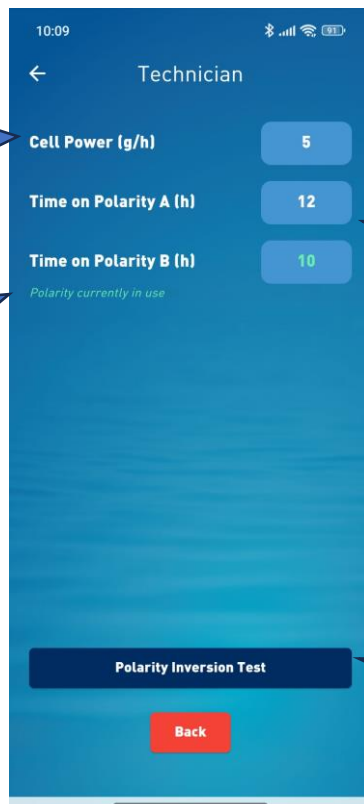 10:09
91
Technician
Cell Power (g/h)
5
Time on Polarity A (h)
12
Time on Polarity B (h)
10
Polarity currently in use
Polarity Inversion Test
Back